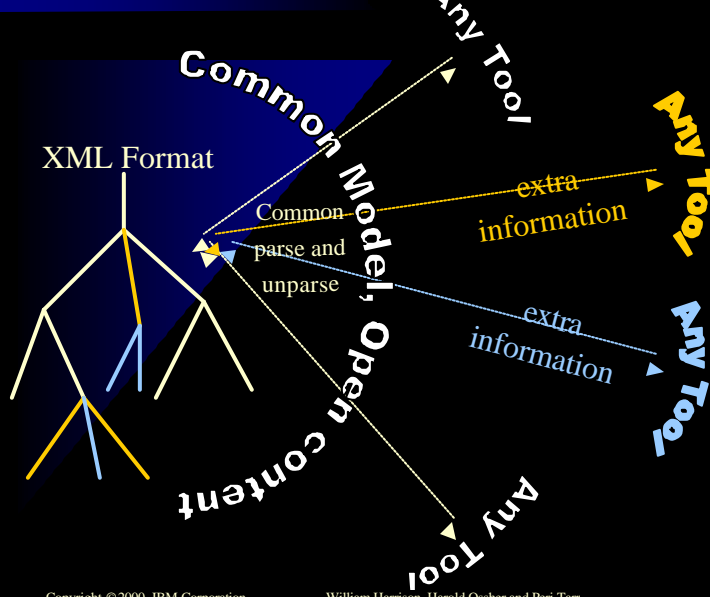 Any Tool
Common Model, Open content
XML Format
Any Tool
extra
information
Common
parse and
unparse
extra
information
Any Tool
Any Tool
Copyright ©2000, IBM Corporation
William Harrison, Harold Ossher and Peri Tarr